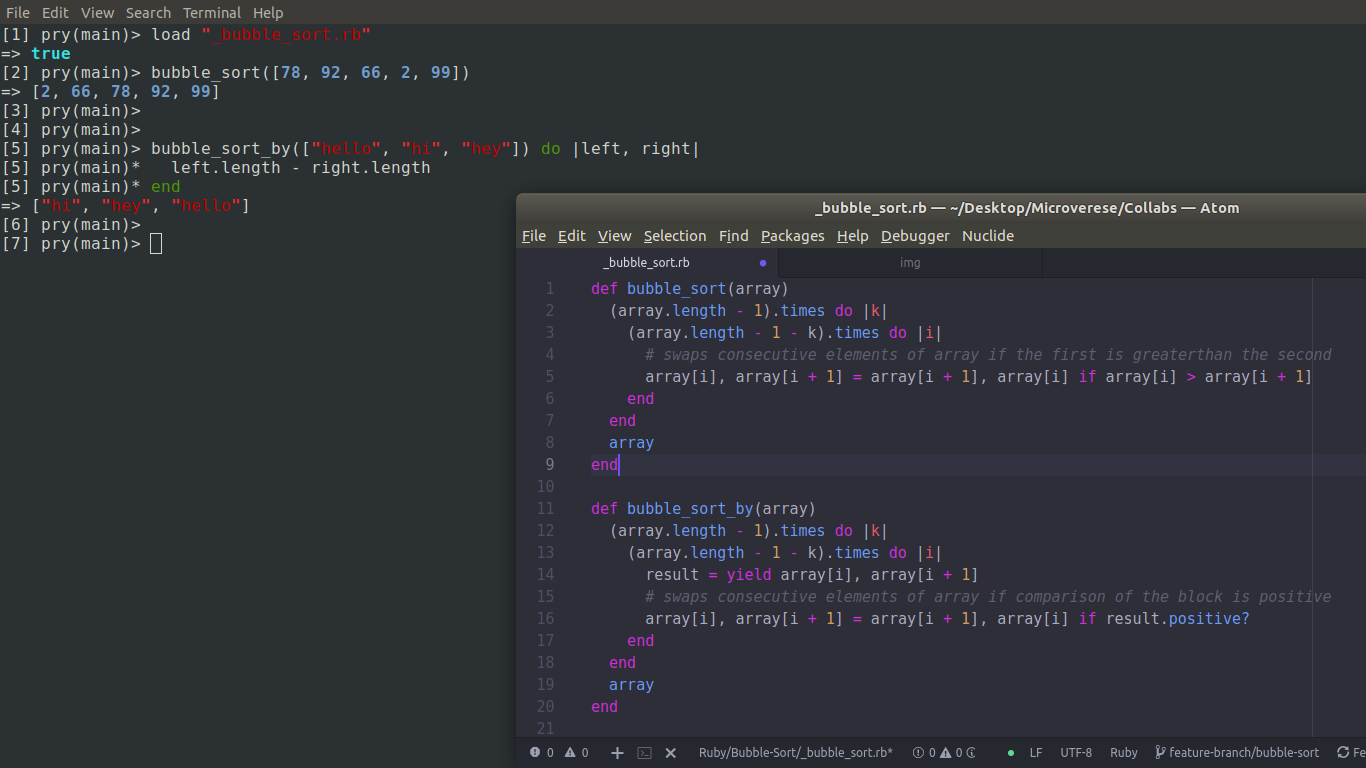 File Edit View Search Terminal Help
[1] pry(main)> load "_bubble_sort.rb"
=> true
[2] pry(main)> bubble_sort([78, 92, 66, 2, 99])
=> [2, 66, 78, 92, 99]
[3] pry(main)>
[4] pry(main)>
[5] pry(main)> bubble_sort_by(["hello", "hi", "hey"]) do |left, right|
[5] pry(main)*   left.length - right.length
[5] pry(main)* end
=> ["hi", "hey", "hello"]
[6] pry(main)>
[7] pry(main)>
_bubble_sort.rb — ~/Desktop/Microverese/Collabs — Atom
File Edit View Selection Find Packages Help Debugger Nuclide
_bubble_sort.rb img
1 def bubble_sort(array)
2   (array.length - 1).times do |k|
3     (array.length - 1 - k).times do |i|
4       # swaps consecutive elements of array if the first is greaterthan the second
5       array[i], array[i + 1] = array[i + 1], array[i] if array[i] > array[i + 1]
6     end
7   end
8   array
9 end
10
11 def bubble_sort_by(array)
12   (array.length - 1).times do |k|
13     (array.length - 1 - k).times do |i|
14       result = yield array[i], array[i + 1]
15       # swaps consecutive elements of array if comparison of the block is positive
16       array[i], array[i + 1] = array[i + 1], array[i] if result.positive?
17     end
18   end
19   array
20 end
21
0 0 Ruby/Bubble-Sort/_bubble_sort.rb* 0 0 LF UTF-8 Ruby feature-branch/bubble-sort Fe